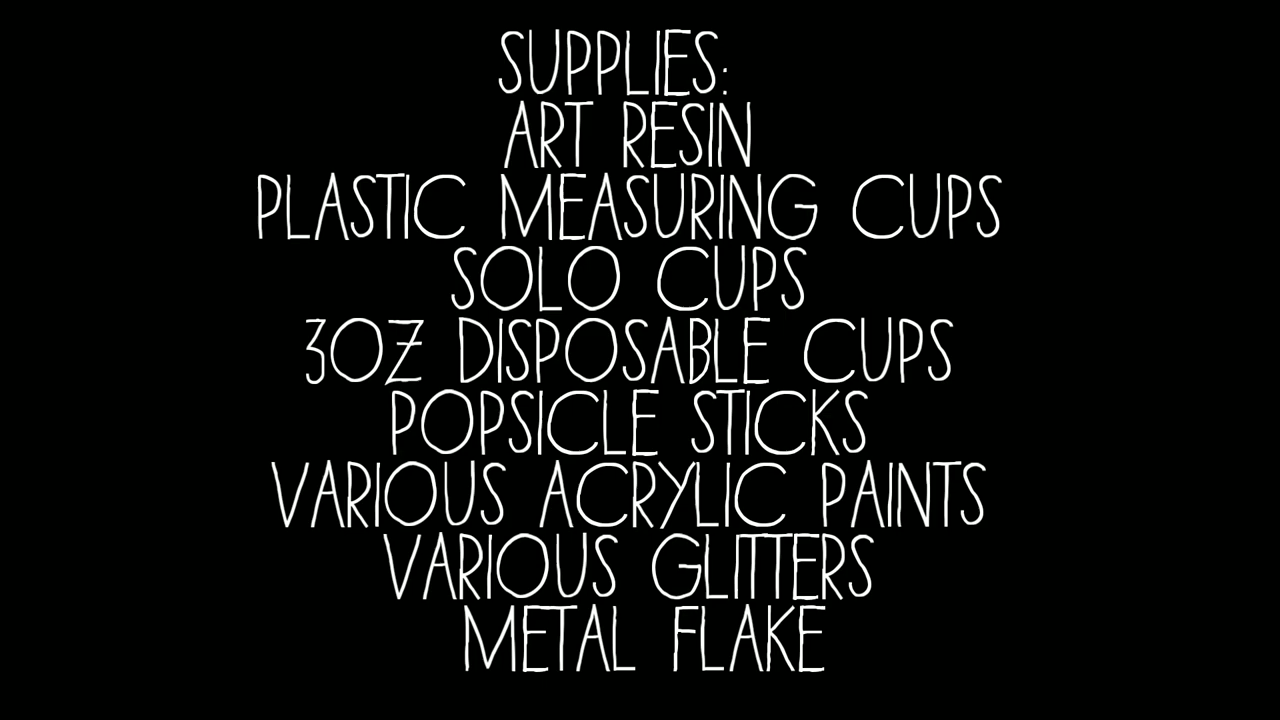 SUPPLIES:
ART RESIN
PLASTIC MEASURING CUPS
SOLO CUPS
3OZ DISPOSABLE CUPS
POPSICLE STICKS
VARIOUS ACRYLIC PAINTS
VARIOUS GLITTERS
METAL FLAKE